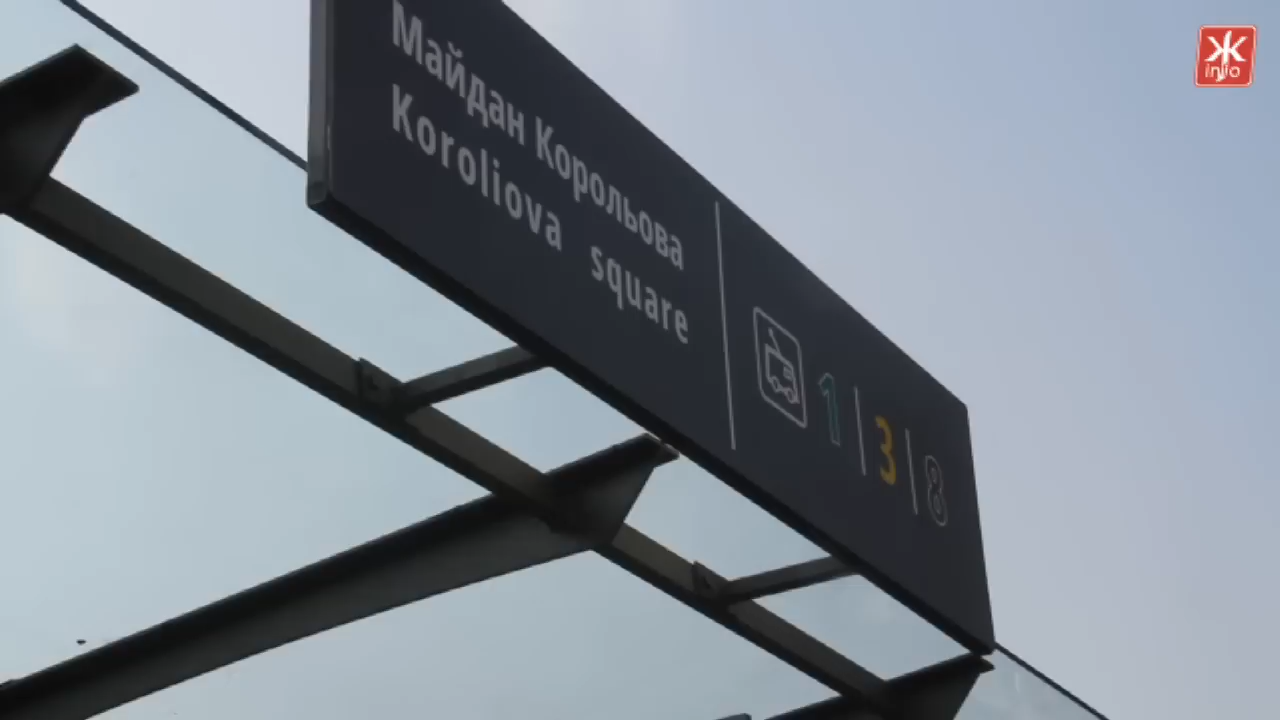 Майдан Корольова
Koroliova square
1 | 3 | 8
Ж
info